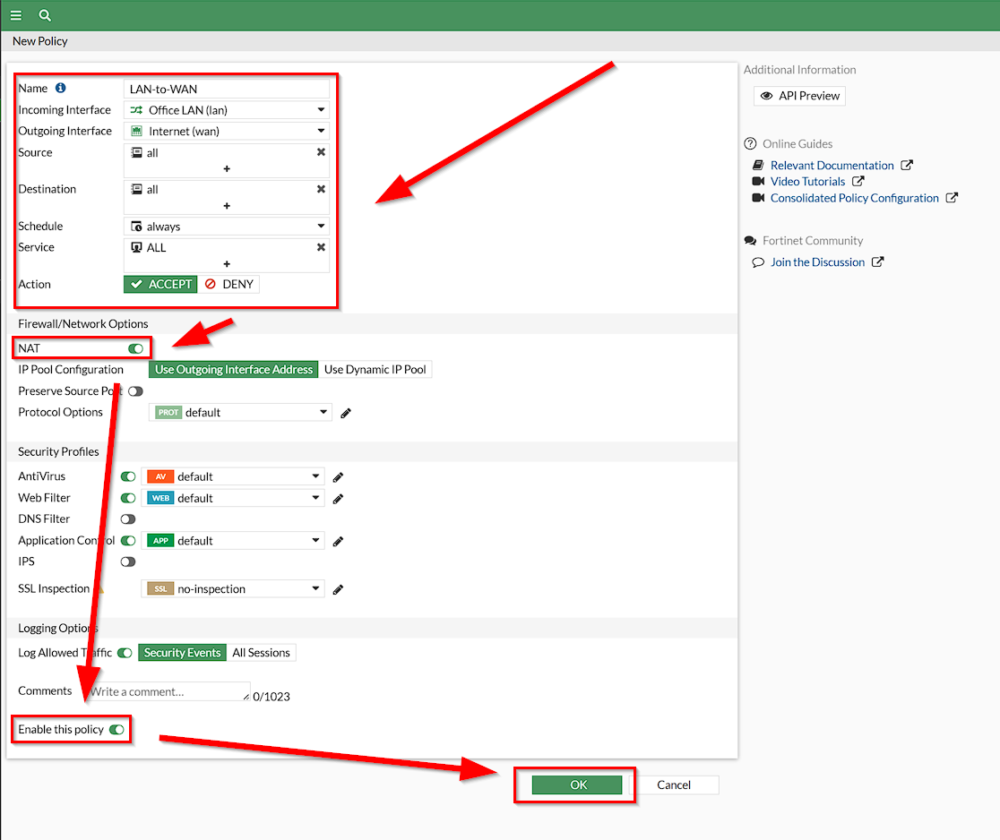 New Policy
Name LAN-to-WAN
Incoming Interface Office LAN (lan)
Outgoing Interface Internet (wan)
Source all
+
Destination all
+
Schedule always
Service ALL
+
Action ACCEPT DENY
Firewall/Network Options
NAT
IP Pool Configuration Use Outgoing Interface Address Use Dynamic IP Pool
Preserve Source Port
Protocol Options PROT default
Security Profiles
AntiVirus AV default
Web Filter WEB default
DNS Filter
Application Control APP default
IPS
SSL Inspection SSL no-inspection
Logging Options
Log Allowed Traffic Security Events All Sessions
Comments Write a comment... 0/1023
Enable this policy
OK Cancel
Additional Information
API Preview
Online Guides
Relevant Documentation
Video Tutorials
Consolidated Policy Configuration
Fortinet Community
Join the Discussion